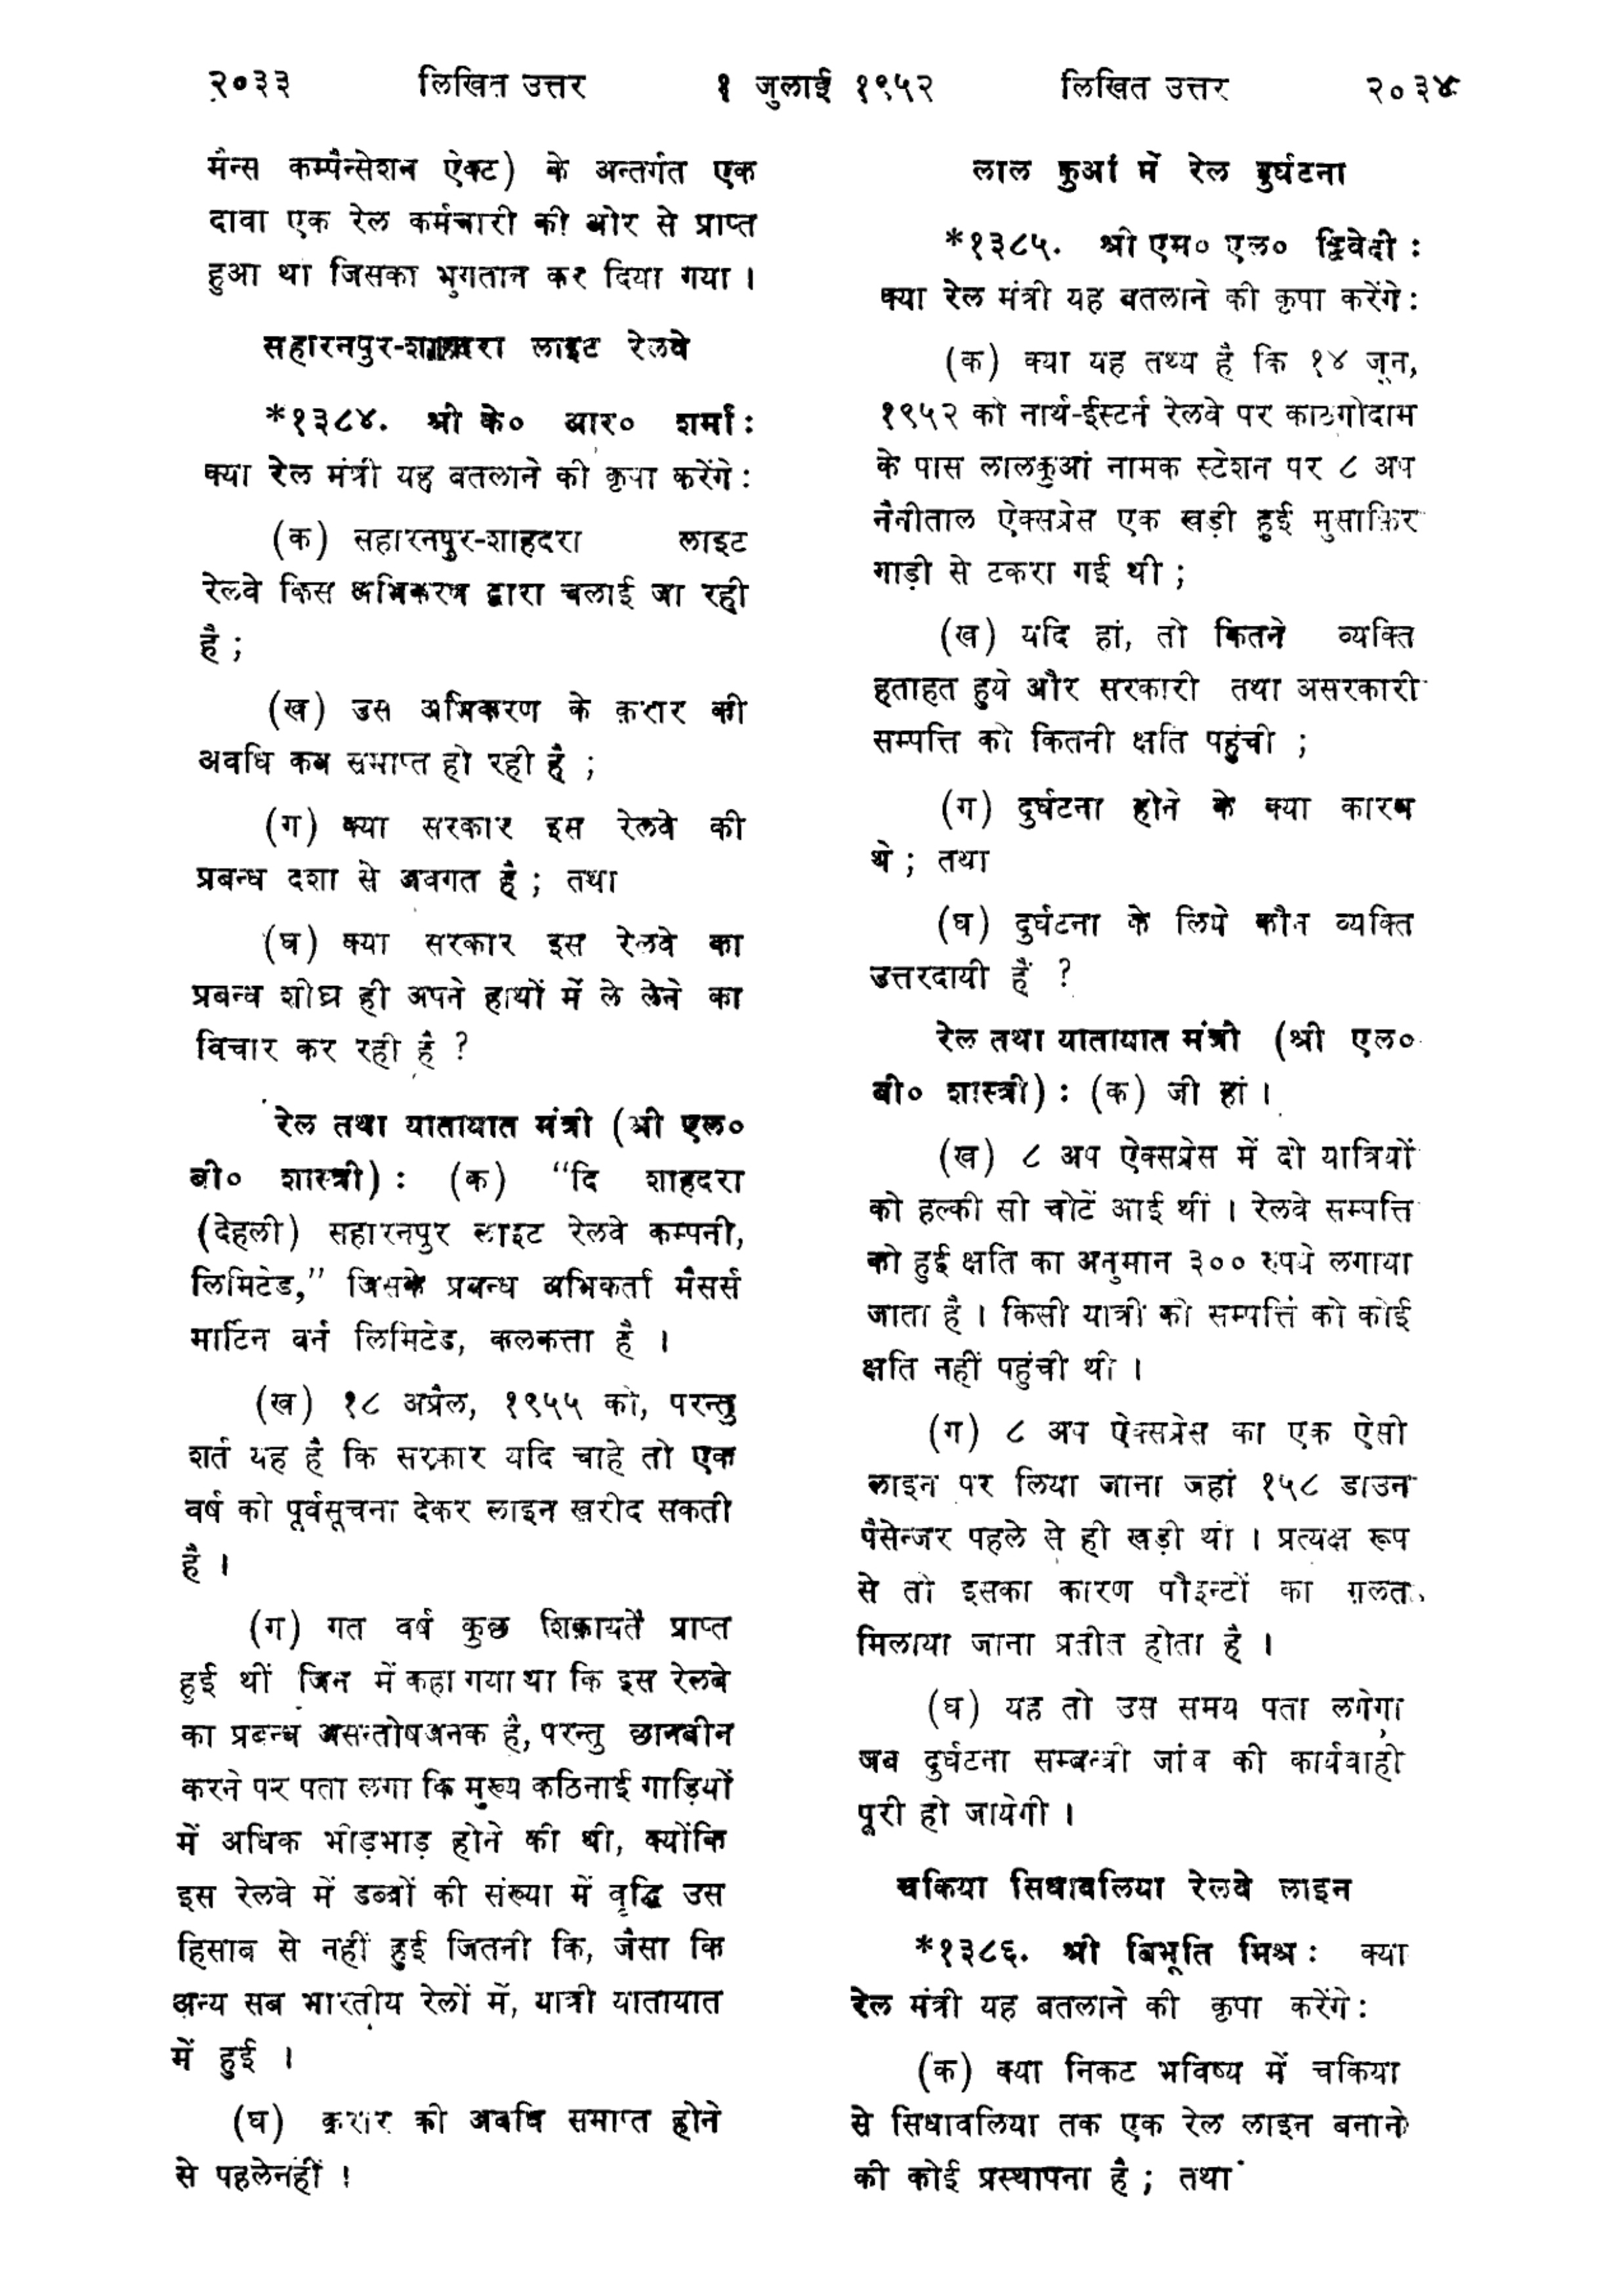 २०३३ लिखित उत्तर १ जुलाई १९५२ लिखित उत्तर २०३४
मैन्स कम्पैन्सेशन ऐक्ट) के अन्तर्गत एक
दावा एक रेल कर्मचारी की ओर से प्राप्त
हुआ था जिसका भुगतान कर दिया गया ।
सहारनपुर-शाहदरा लाइट रेलवे
*१३८४. श्री के० आर० शर्मा :
क्या रेल मंत्री यह बतलाने की कृपा करेंगे :
(क) सहारनपुर-शाहदरा लाइट
रेलवे किस अभिकरण द्वारा चलाई जा रही
है ;
(ख) उस अभिकरण के क़रार की
अवधि कब समाप्त हो रही है ;
(ग) क्या सरकार इस रेलवे की
प्रबन्ध दशा से अवगत है ; तथा
(घ) क्या सरकार इस रेलवे का
प्रबन्ध शीघ्र ही अपने हाथों में ले लेने का
विचार कर रही है ?
रेल तथा यातायात मंत्री (श्री एल०
बी० शास्त्री) : (क) “दि शाहदरा
(देहली) सहारनपुर लाइट रेलवे कम्पनी,
लिमिटेड,” जिसके प्रबन्ध अभिकर्ता मैसर्स
मार्टिन बर्न लिमिटेड, कलकत्ता है ।
(ख) १८ अप्रैल, १९५५ को, परन्तु
शर्त यह है कि सरकार यदि चाहे तो एक
वर्ष की पूर्वसूचना देकर लाइन ख़रीद सकती
है ।
(ग) गत वर्ष कुछ शिकायतें प्राप्त
हुई थीं जिन में कहा गया था कि इस रेलवे
का प्रबन्ध असन्तोषजनक है, परन्तु छानबीन
करने पर पता लगा कि मुख्य कठिनाई गाड़ियों
में अधिक भीड़भाड़ होने की थी, क्योंकि
इस रेलवे में डब्बों की संख्या में वृद्धि उस
हिसाब से नहीं हुई जितनी कि, जैसा कि
अन्य सब भारतीय रेलों में, यात्री यातायात
में हुई ।
(घ) क़रार की अवधि समाप्त होने
से पहलेनहीं ।
लाल कुआं में रेल दुर्घटना
*१३८५. श्री एम० एल० द्विवेदी :
क्या रेल मंत्री यह बतलाने की कृपा करेंगे :
(क) क्या यह तथ्य है कि १४ जून,
१९५२ को नार्थ-ईस्टर्न रेलवे पर काठगोदाम
के पास लालकुआं नामक स्टेशन पर ८ अप
नैनीताल ऐक्सप्रेस एक खड़ी हुई मुसाफ़िर
गाड़ी से टकरा गई थी ;
(ख) यदि हां, तो कितने व्यक्ति
हताहत हुये और सरकारी तथा असरकारी
सम्पत्ति को कितनी क्षति पहुंची ;
(ग) दुर्घटना होने के क्या कारण
थे ; तथा
(घ) दुर्घटना के लिये कौन व्यक्ति
उत्तरदायी हैं ?
रेल तथा यातायात मंत्री (श्री एल०
बी० शास्त्री) : (क) जी हां ।
(ख) ८ अप ऐक्सप्रेस में दो यात्रियों
को हल्की सी चोटें आई थीं । रेलवे सम्पत्ति
को हुई क्षति का अनुमान ३०० रुपये लगाया
जाता है । किसी यात्री की सम्पत्ति को कोई
क्षति नहीं पहुंची थी ।
(ग) ८ अप ऐक्सप्रेस का एक ऐसी
लाइन पर लिया जाना जहां १५८ डाउन
पैसेन्जर पहले से ही खड़ी थी । प्रत्यक्ष रूप
से तो इसका कारण पौइन्टों का ग़लत
मिलाया जाना प्रतीत होता है ।
(घ) यह तो उस समय पता लगेगा
जब दुर्घटना सम्बन्धी जांच की कार्यवाही
पूरी हो जायेगी ।
चकिया सिधावलिया रेलवे लाइन
*१३८६. श्री विभूति मिश्र : क्या
रेल मंत्री यह बतलाने की कृपा करेंगे :
(क) क्या निकट भविष्य में चकिया
से सिधावलिया तक एक रेल लाइन बनाने
की कोई प्रस्थापना है ; तथा